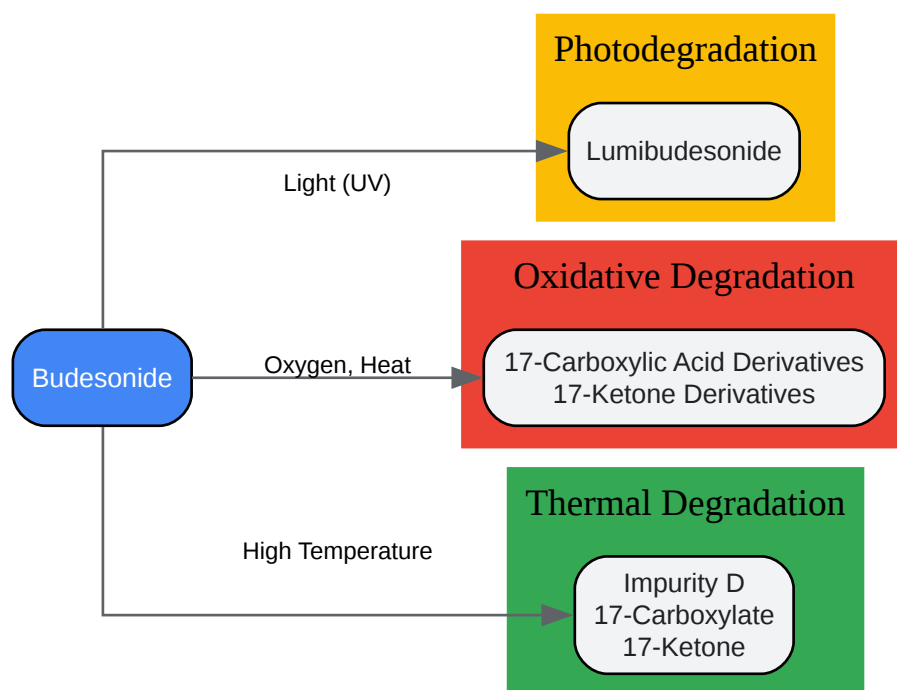 Photodegradation
Lumibudesonide
Light (UV)
Oxidative Degradation
Budesonide
Oxygen, Heat
17-Carboxylic Acid Derivatives
17-Ketone Derivatives
Thermal Degradation
High Temperature
Impurity D
17-Carboxylate
17-Ketone